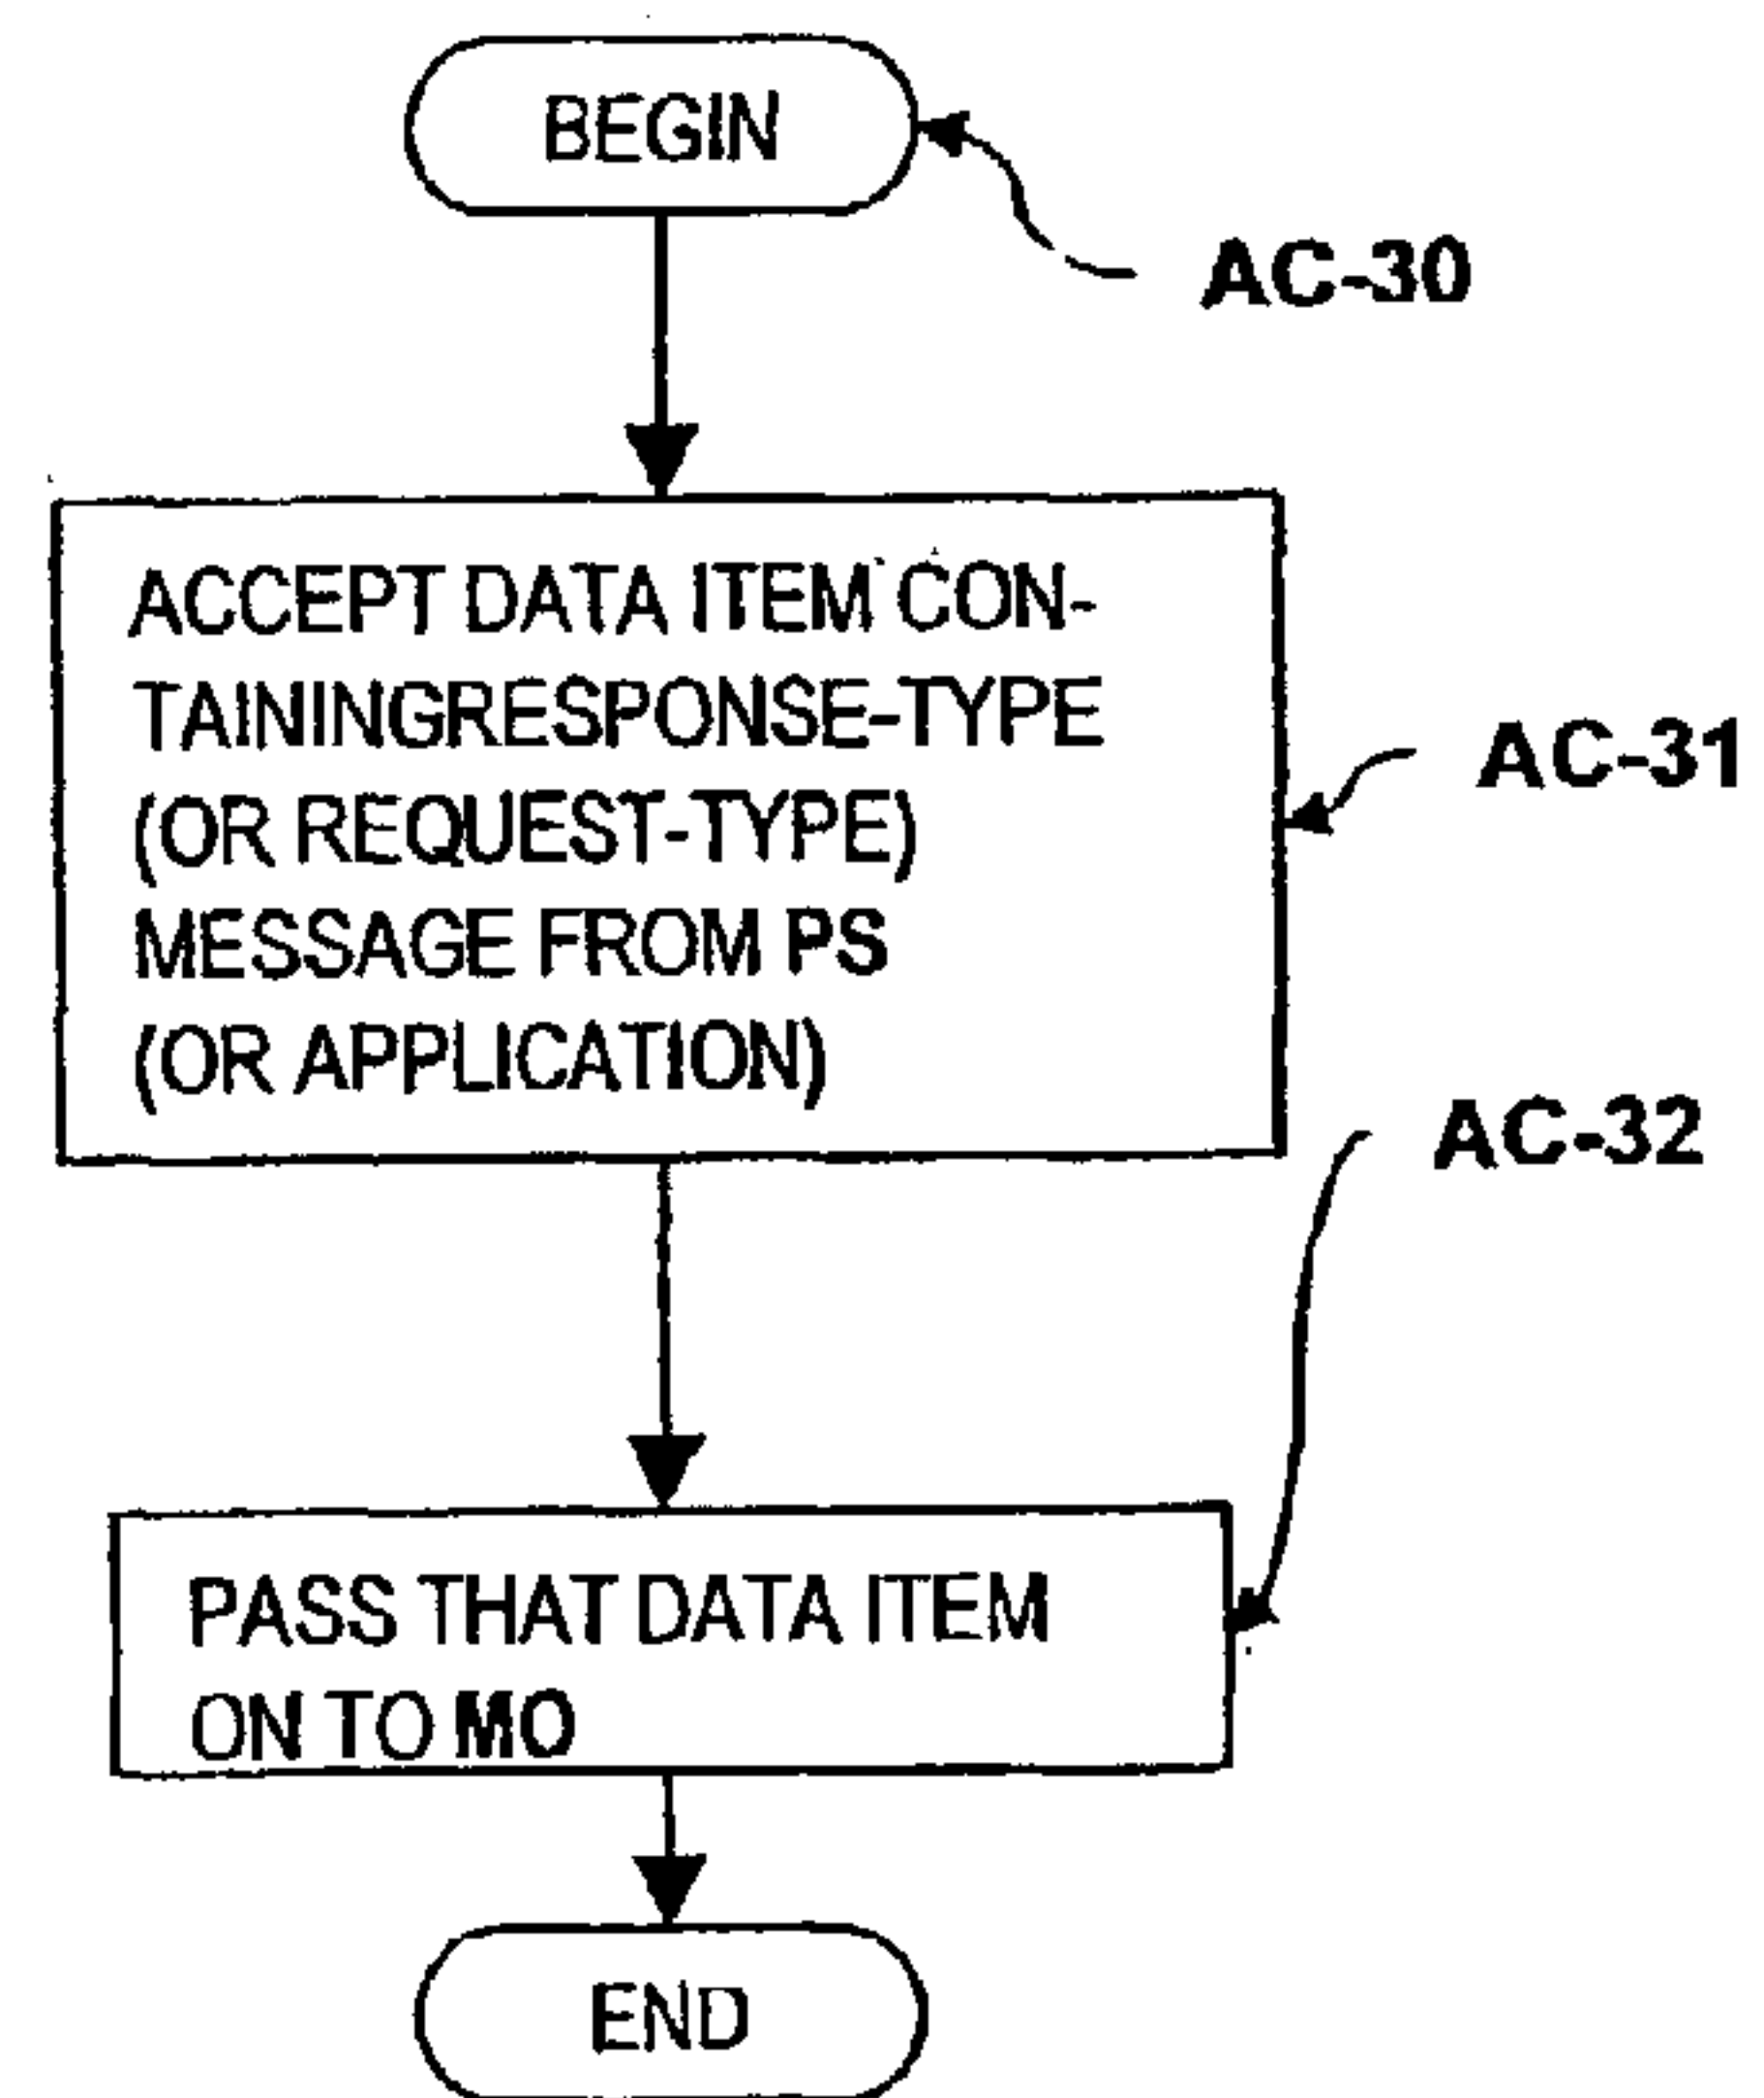 BEGIN
AC-30
ACCEPT DATA ITEM CON-
TAININGRESPONSE-TYPE
(OR REQUEST-TYPE)
MESSAGE FROM PS
(OR APPLICATION)
AC-31
AC-32
PASS THAT DATA ITEM
ON TO MO
END